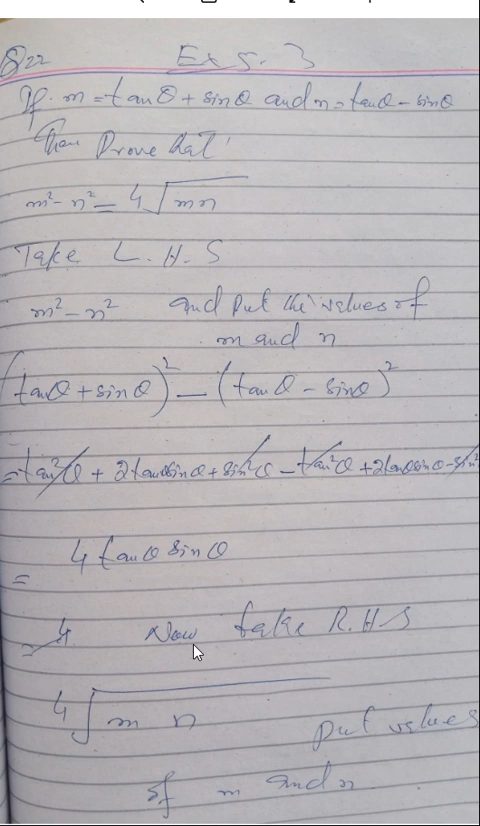 Q22 Ex 5.3
If m = tanθ + sinθ and n = tanθ - sinθ
Then Prove that
m² - n² = 4√mn
Take L.H.S
m² - n² and put the values of
m and n
(tanθ + sinθ)² - (tanθ - sinθ)²
= tan²θ + 2tanθsinθ + sin²θ - tan²θ + 2tanθsinθ - sin²
4 tanθ sinθ
=
Now take R.H.S
4√m n put values
of m and n